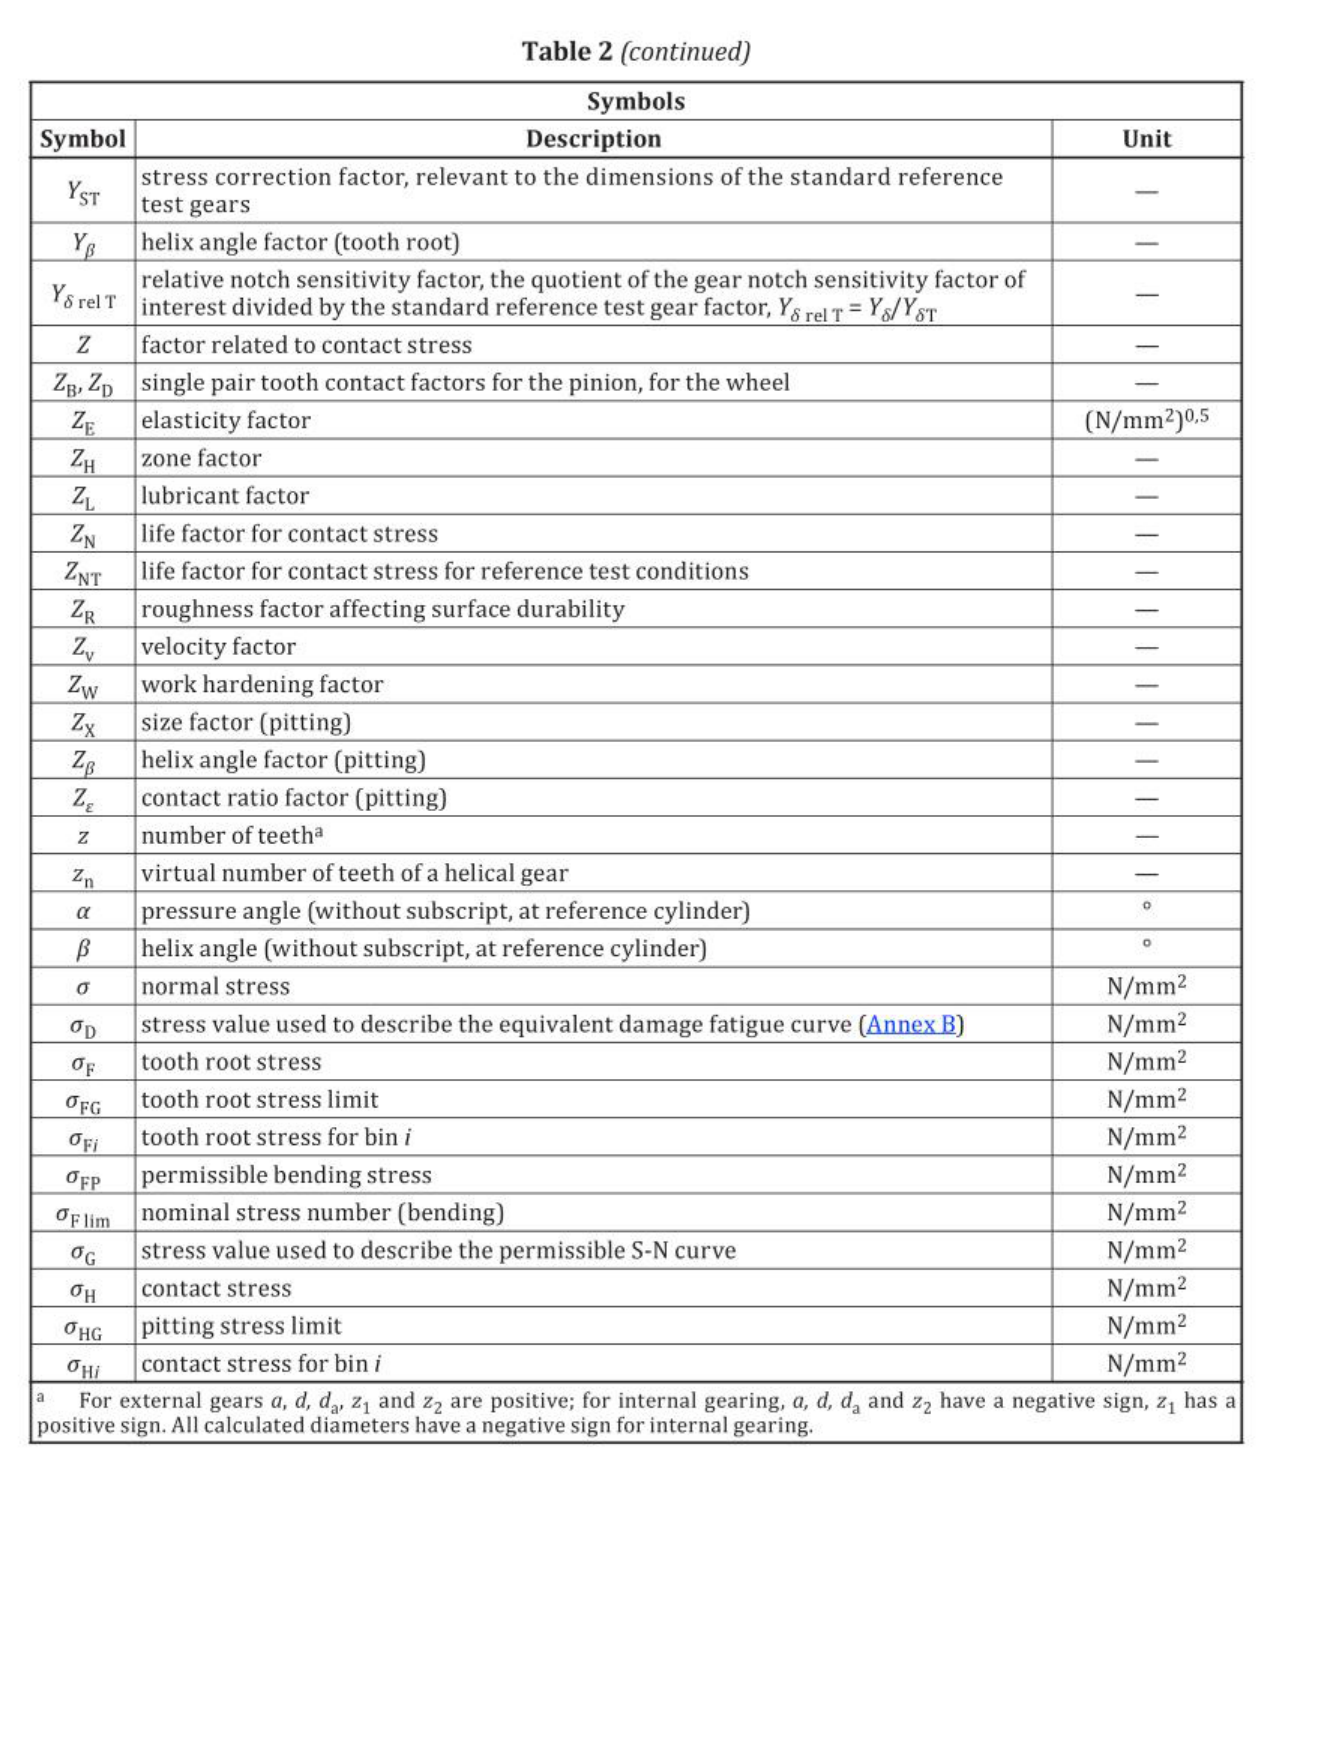 Table 2 (continued)
Symbols
Symbol Description Unit
Y_ST stress correction factor, relevant to the dimensions of the standard reference
test gears —
Y_β helix angle factor (tooth root) —
Y_δ rel T relative notch sensitivity factor, the quotient of the gear notch sensitivity factor of
interest divided by the standard reference test gear factor, Y_δ rel T = Y_δ/Y_δT —
Z factor related to contact stress —
Z_B, Z_D single pair tooth contact factors for the pinion, for the wheel —
Z_E elasticity factor (N/mm²)⁰,⁵
Z_H zone factor —
Z_L lubricant factor —
Z_N life factor for contact stress —
Z_NT life factor for contact stress for reference test conditions —
Z_R roughness factor affecting surface durability —
Z_v velocity factor —
Z_W work hardening factor —
Z_X size factor (pitting) —
Z_β helix angle factor (pitting) —
Z_ε contact ratio factor (pitting) —
z number of teethᵃ —
z_n virtual number of teeth of a helical gear —
α pressure angle (without subscript, at reference cylinder) °
β helix angle (without subscript, at reference cylinder) °
σ normal stress N/mm²
σ_D stress value used to describe the equivalent damage fatigue curve (Annex B) N/mm²
σ_F tooth root stress N/mm²
σ_FG tooth root stress limit N/mm²
σ_Fi tooth root stress for bin i N/mm²
σ_FP permissible bending stress N/mm²
σ_F lim nominal stress number (bending) N/mm²
σ_G stress value used to describe the permissible S-N curve N/mm²
σ_H contact stress N/mm²
σ_HG pitting stress limit N/mm²
σ_Hi contact stress for bin i N/mm²
ᵃ For external gears a, d, d_a, z_1 and z_2 are positive; for internal gearing, a, d, d_a and z_2 have a negative sign, z_1 has a
positive sign. All calculated diameters have a negative sign for internal gearing.